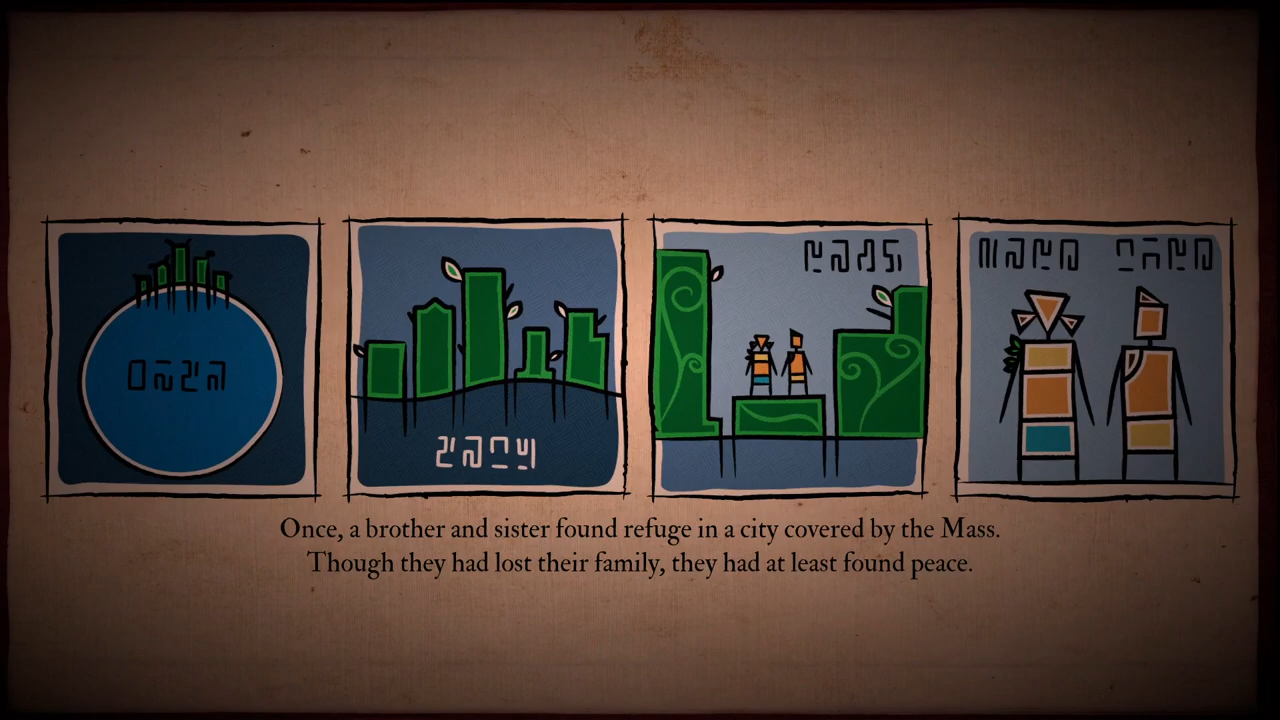 Once, a brother and sister found refuge in a city covered by the Mass.
Though they had lost their family, they had at least found peace.